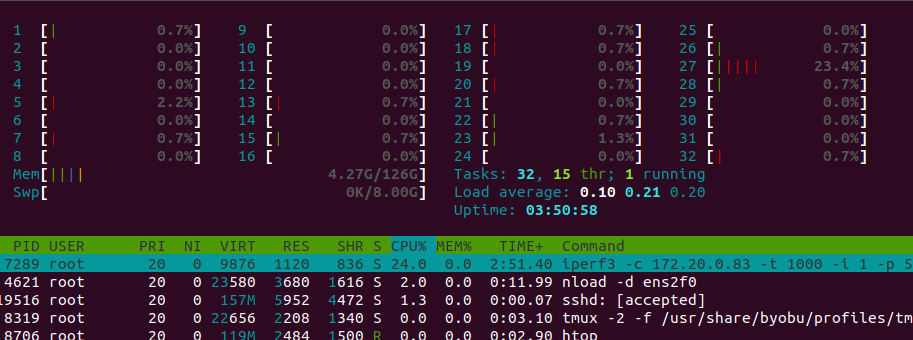 1 [| 0.7%] 9 [ 0.0%] 17 [| 0.7%] 25 [ 0.0%]
2 [ 0.0%] 10 [ 0.0%] 18 [| 0.7%] 26 [| 0.7%]
3 [ 0.0%] 11 [ 0.0%] 19 [ 0.0%] 27 [||||| 23.4%]
4 [ 0.0%] 12 [ 0.0%] 20 [| 0.7%] 28 [| 0.7%]
5 [| 2.2%] 13 [| 0.7%] 21 [ 0.0%] 29 [ 0.0%]
6 [ 0.0%] 14 [ 0.0%] 22 [| 0.7%] 30 [ 0.0%]
7 [| 0.7%] 15 [| 0.7%] 23 [| 1.3%] 31 [ 0.0%]
8 [ 0.0%] 16 [ 0.0%] 24 [ 0.0%] 32 [| 0.7%]
Mem[|||| 4.27G/126G] Tasks: 32, 15 thr; 1 running
Swp[ 0K/8.00G] Load average: 0.10 0.21 0.20
Uptime: 03:50:58
PID USER PRI NI VIRT RES SHR S CPU% MEM% TIME+ Command
7289 root 20 0 9876 1120 836 S 24.0 0.0 2:51.40 iperf3 -c 172.20.0.83 -t 1000 -i 1 -p 5
4621 root 20 0 23580 3680 1616 S 2.0 0.0 0:11.99 nload -d ens2f0
19516 root 20 0 157M 5952 4472 S 1.3 0.0 0:00.07 sshd: [accepted]
8319 root 20 0 22656 2208 1340 S 0.0 0.0 0:03.10 tmux -2 -f /usr/share/byobu/profiles/tm
8706 root 20 0 119M 2484 1500 R 0.0 0.0 0:02.90 htop